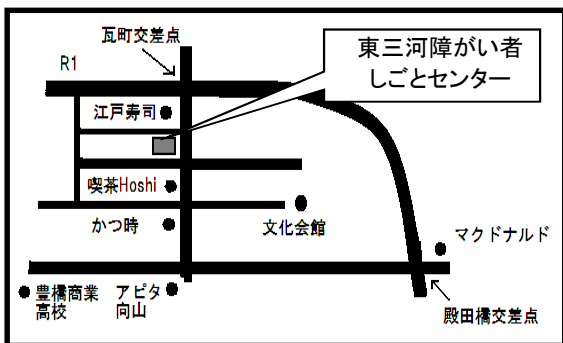 瓦町交差点
R1
東三河障がい者
しごとセンター
江戸寿司
喫茶Hoshi
かつ時
文化会館
マクドナルド
豊橋商業
高校
アピタ
向山
殿田橋交差点